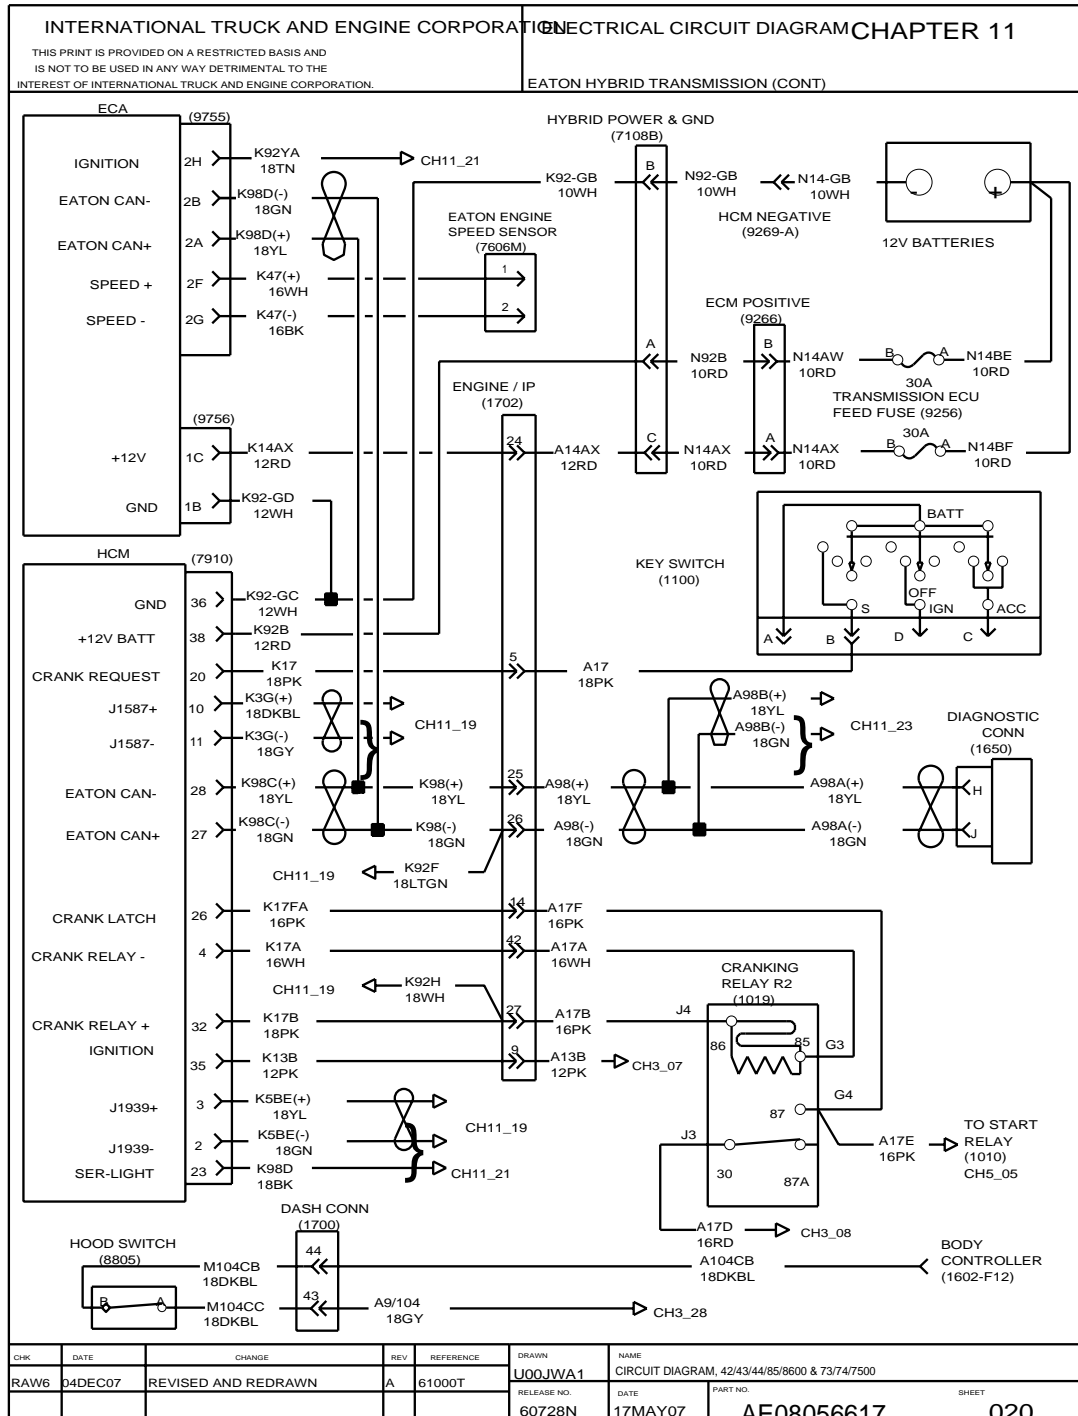 INTERNATIONAL TRUCK AND ENGINE CORPORATION
ELECTRICAL CIRCUIT DIAGRAM CHAPTER 11
THIS PRINT IS PROVIDED ON A RESTRICTED BASIS AND
IS NOT TO BE USED IN ANY WAY DETRIMENTAL TO THE
INTEREST OF INTERNATIONAL TRUCK AND ENGINE CORPORATION.
EATON HYBRID TRANSMISSION (CONT)
ECA
(9755)
IGNITION 2H K92YA 18TN CH11_21
EATON CAN- 2B K98D(-) 18GN
EATON CAN+ 2A K98D(+) 18YL
SPEED + 2F K47(+) 16WH
SPEED - 2G K47(-) 16BK
EATON ENGINE
SPEED SENSOR
(7606M)
1
2
HYBRID POWER & GND
(7108B)
K92-GB 10WH B N92-GB 10WH N14-GB 10WH
HCM NEGATIVE
(9269-A)
- +
12V BATTERIES
ECM POSITIVE
(9266)
A N92B 10RD B N14AW 10RD B A N14BE 10RD
30A
TRANSMISSION ECU
FEED FUSE (9256)
30A
ENGINE / IP
(1702)
(9756)
+12V 1C K14AX 12RD 24 A14AX 12RD C N14AX 10RD A N14AX 10RD B A N14BF 10RD
GND 1B K92-GD 12WH
KEY SWITCH
(1100)
BATT
OFF
S IGN ACC
A B D C
HCM
(7910)
GND 36 K92-GC 12WH
+12V BATT 38 K92B 12RD
CRANK REQUEST 20 K17 18PK 5 A17 18PK
J1587+ 10 K3G(+) 18DKBL
CH11_19
J1587- 11 K3G(-) 18GY
A98B(+) 18YL
A98B(-) 18GN
CH11_23
DIAGNOSTIC
CONN
(1650)
EATON CAN- 28 K98C(+) 18YL K98(+) 18YL 25 A98(+) 18YL A98A(+) 18YL H
EATON CAN+ 27 K98C(-) 18GN K98(-) 18GN 26 A98(-) 18GN A98A(-) 18GN J
CH11_19 K92F 18LTGN
CRANK LATCH 26 K17FA 16PK 14 A17F 16PK
CRANK RELAY - 4 K17A 16WH 42 A17A 16WH
CH11_19 K92H 18WH
CRANK RELAY + 32 K17B 18PK 27 A17B 16PK
IGNITION 35 K13B 12PK 9 A13B 12PK CH3_07
CRANKING
RELAY R2
(1019)
J4 86 85 G3
87 G4
J3 30 87A
A17E 16PK
TO START
RELAY
(1010)
CH5_05
A17D 16RD CH3_08
J1939+ 3 K5BE(+) 18YL
CH11_19
J1939- 2 K5BE(-) 18GN
SER-LIGHT 23 K98D 18BK CH11_21
DASH CONN
(1700)
HOOD SWITCH
(8805)
B A
M104CB 18DKBL 44 A104CB 18DKBL
BODY
CONTROLLER
(1602-F12)
M104CC 18DKBL 43 A9/104 18GY CH3_28
CHK DATE CHANGE REV REFERENCE DRAWN NAME
RAW6 04DEC07 REVISED AND REDRAWN A 61000T U00JWA1 CIRCUIT DIAGRAM, 42/43/44/85/8600 & 73/74/7500
RELEASE NO. DATE PART NO. SHEET
60728N 17MAY07 AE08056617 020